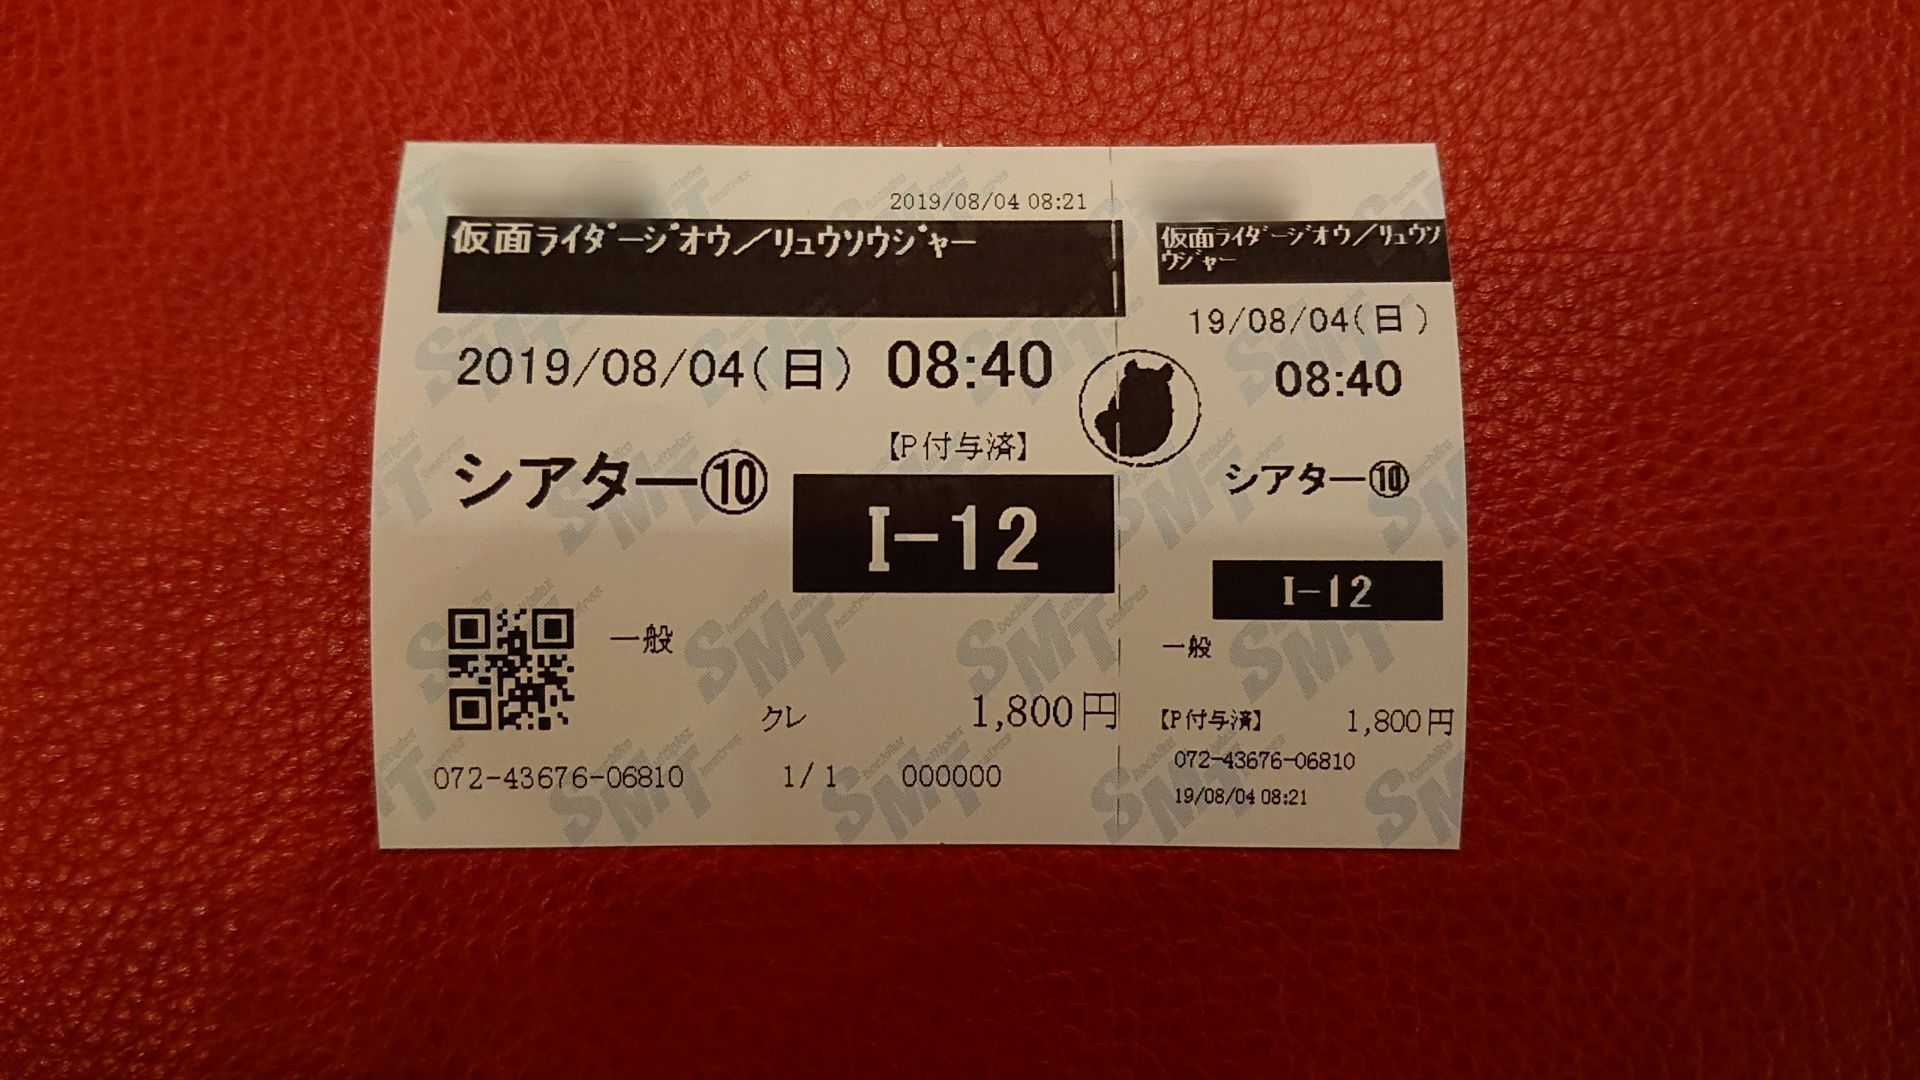 2019/08/04 08:21
仮面ライダージオウ/リュウソウジャー
2019/08/04(日) 08:40
【P付与済】
シアター⑩
I-12
一般
クレ 1,800円
072-43676-06810 1/1 000000
仮面ライダージオウ/リュウソ
ウジャー
19/08/04(日)
08:40
シアター⑩
I-12
一般
【P付与済】 1,800円
072-43676-06810
19/08/04 08:21
SMT